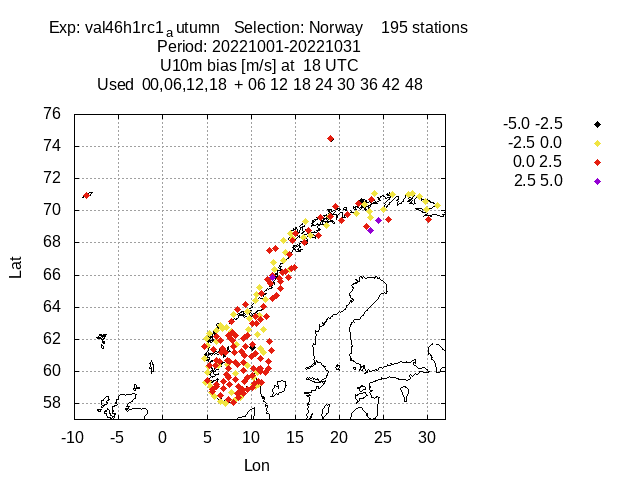 Exp: val46h1rc1_a utumn   Selection: Norway    195 stations
Period: 20221001-20221031
U10m bias [m/s] at  18 UTC
Used  00,06,12,18  + 06 12 18 24 30 36 42 48
-5.0 -2.5
-2.5 0.0
0.0 2.5
2.5 5.0
76
74
72
70
68
66
64
62
60
58
Lat
-10 -5 0 5 10 15 20 25 30
Lon